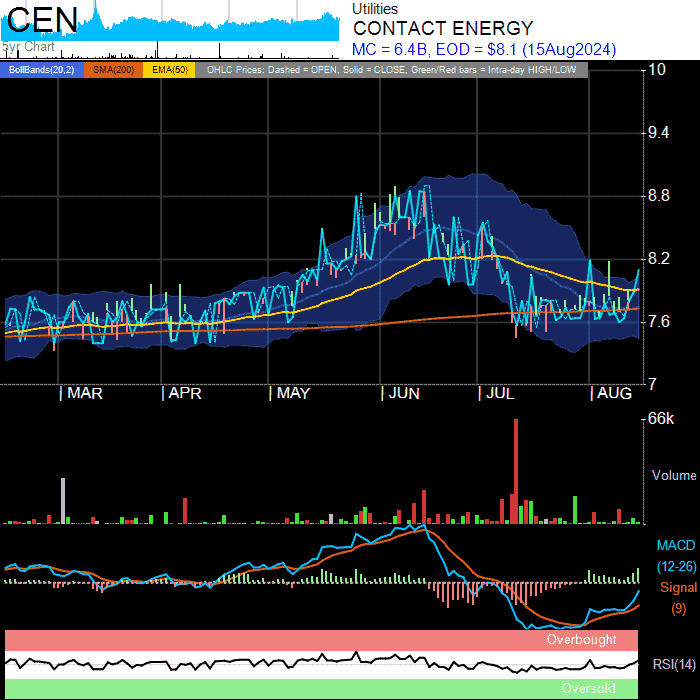 CEN
5yr Chart
Utilities
CONTACT ENERGY
MC = 6.4B, EOD = $8.1 (15Aug2024)
BollBands(20,2) SMA(200) EMA(50) OHLC Prices: Dashed = OPEN, Solid = CLOSE, Green/Red bars = Intra-day HIGH/LOW
10
9.4
8.8
8.2
7.6
7
MAR APR MAY JUN JUL AUG
66k
Volume
MACD
(12-26)
Signal
(9)
Overbought
RSI(14)
Oversold